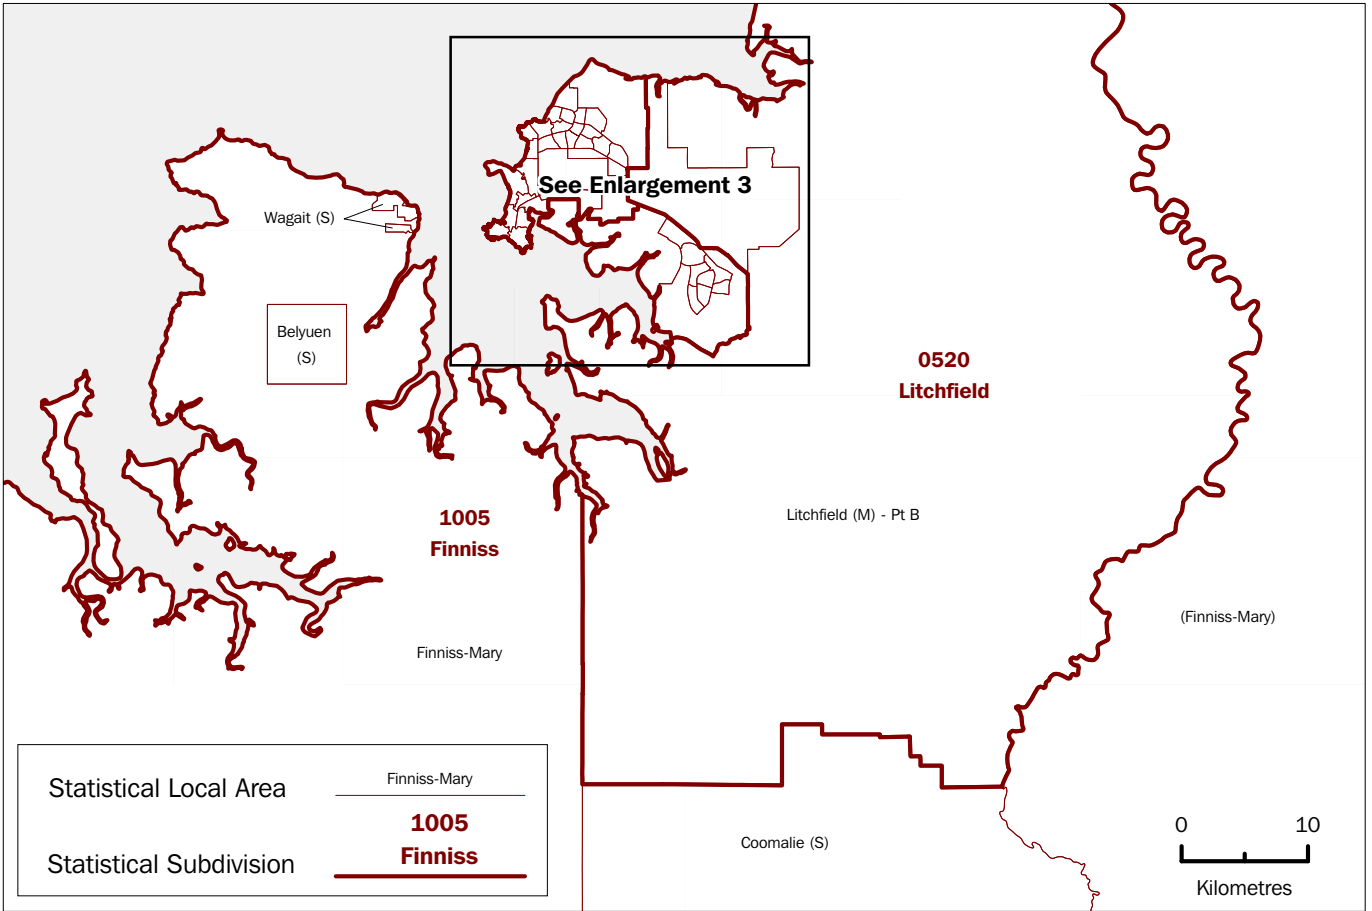 See Enlargement 3
Wagait (S)
Belyuen
(S)
0520
Litchfield
1005
Finniss
Litchfield (M) - Pt B
(Finniss-Mary)
Finniss-Mary
Statistical Local Area
Finniss-Mary
1005
Finniss
Statistical Subdivision
Coomalie (S)
0 10
Kilometres